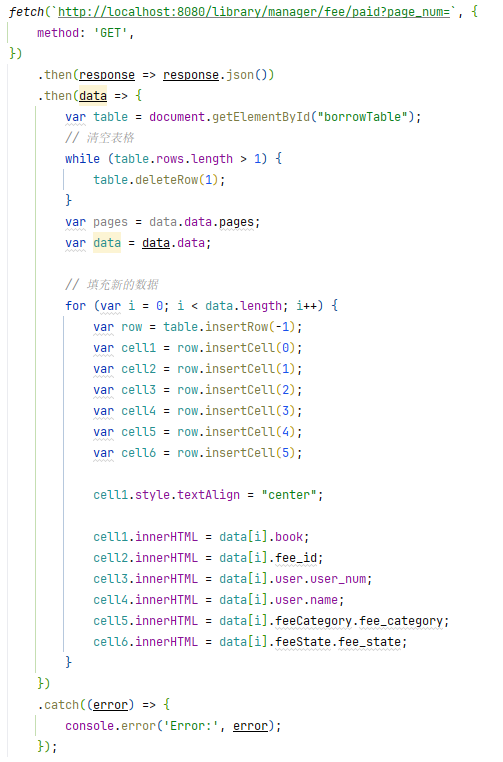 fetch(`http://localhost:8080/library/manager/fee/paid?page_num=`, {
    method: 'GET',
})
    .then(response => response.json())
    .then(data => {
        var table = document.getElementById("borrowTable");
        // 清空表格
        while (table.rows.length > 1) {
            table.deleteRow(1);
        }
        var pages = data.data.pages;
        var data = data.data;

        // 填充新的数据
        for (var i = 0; i < data.length; i++) {
            var row = table.insertRow(-1);
            var cell1 = row.insertCell(0);
            var cell2 = row.insertCell(1);
            var cell3 = row.insertCell(2);
            var cell4 = row.insertCell(3);
            var cell5 = row.insertCell(4);
            var cell6 = row.insertCell(5);

            cell1.style.textAlign = "center";

            cell1.innerHTML = data[i].book;
            cell2.innerHTML = data[i].fee_id;
            cell3.innerHTML = data[i].user.user_num;
            cell4.innerHTML = data[i].user.name;
            cell5.innerHTML = data[i].feeCategory.fee_category;
            cell6.innerHTML = data[i].feeState.fee_state;
        }
    })
    .catch((error) => {
        console.error('Error:', error);
    });